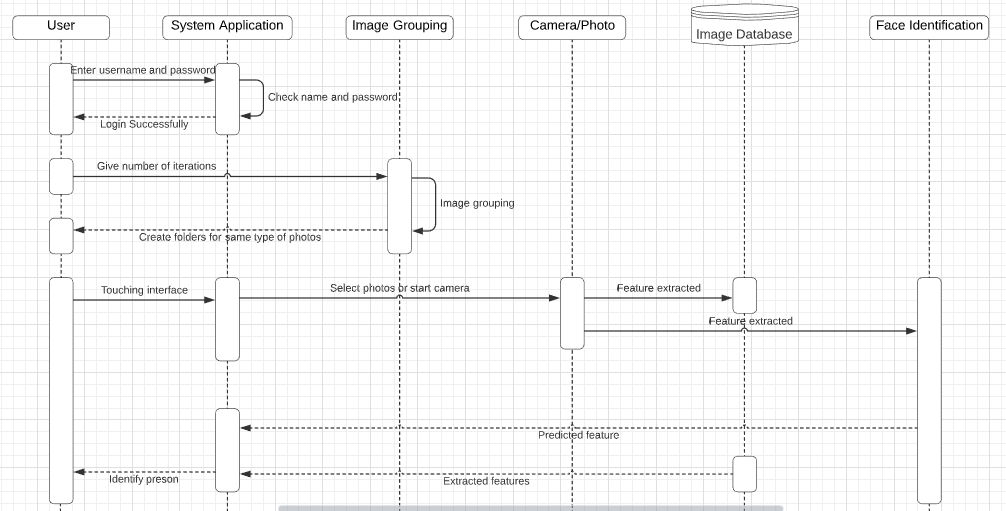 User
System Application
Image Grouping
Camera/Photo
Image Database
Face Identification
Enter username and password
Check name and password
Login Successfully
Give number of iterations
Image grouping
Create folders for same type of photos
Touching interface
Select photos or start camera
Feature extracted
Feature extracted
Predicted feature
Identify preson
Extracted features